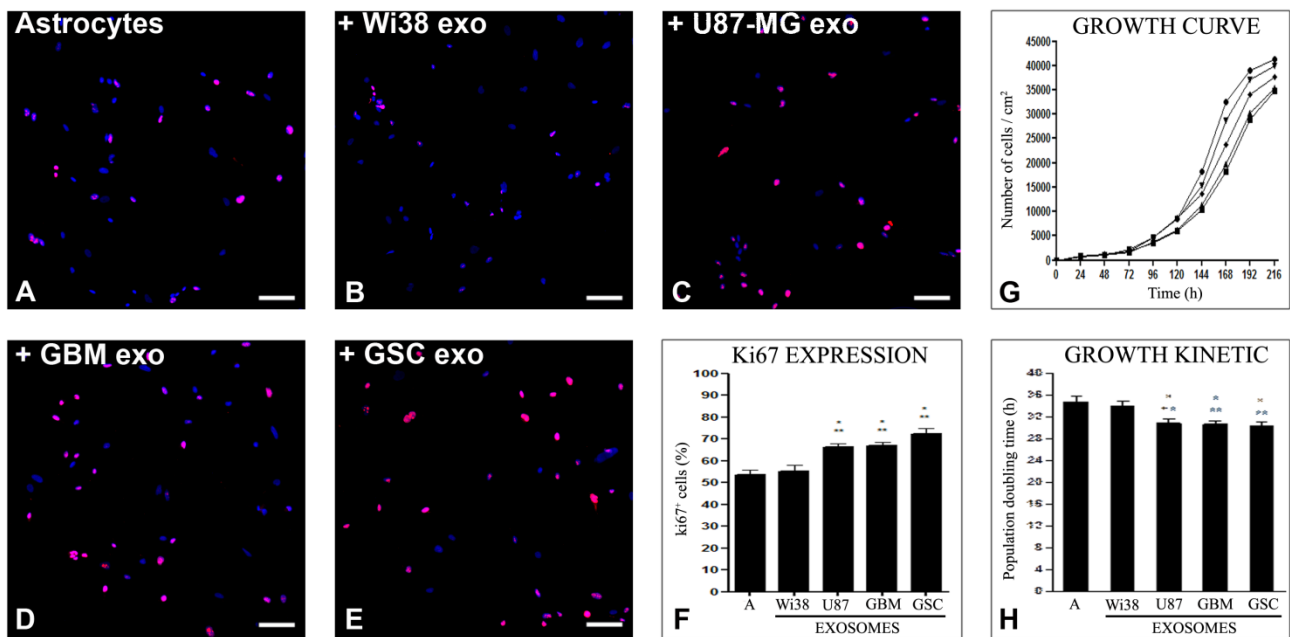 Astrocytes
A
+ Wi38 exo
B
+ U87-MG exo
C
GROWTH CURVE
Number of cells / cm²
45000
40000
35000
30000
25000
20000
15000
10000
5000
0
0 24 48 72 96 120 144 168 192 216
Time (h)
G
+ GBM exo
D
+ GSC exo
E
Ki67 EXPRESSION
ki67⁺ cells (%)
100
90
80
70
60
50
40
30
20
10
0
* * *
** ** **
A Wi38 U87 GBM GSC
EXOSOMES
F
GROWTH KINETIC
Population doubling time (h)
40
36
32
28
24
20
16
12
8
4
0
* * *
** ** **
A Wi38 U87 GBM GSC
EXOSOMES
H